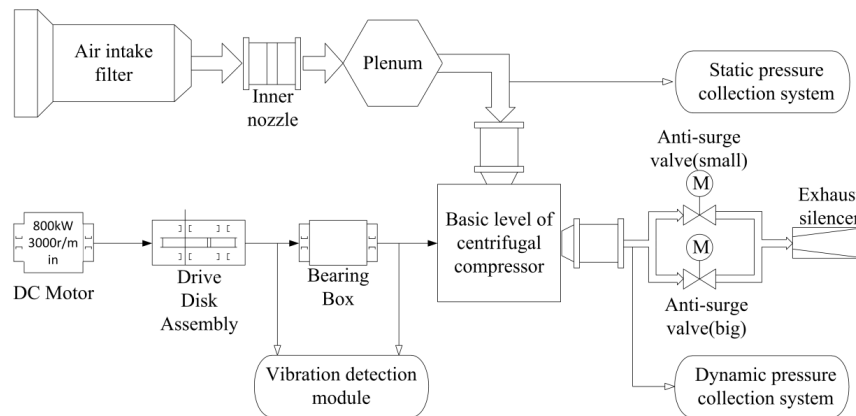 Air intake
filter
Inner
nozzle
Plenum
Static pressure
collection system
Anti-surge
valve(small)
M
Exhaust
silencer
800kW
3000r/m
in
DC Motor
Drive
Disk
Assembly
Bearing
Box
Basic level of
centrifugal
compressor
M
Anti-surge
valve(big)
Vibration detection
module
Dynamic pressure
collection system